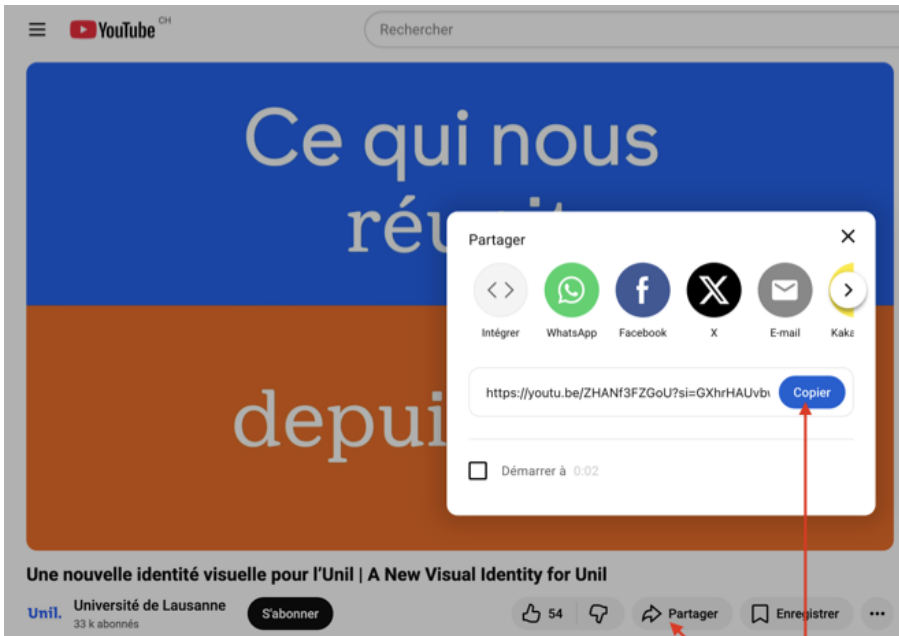 YouTube CH
Rechercher
Ce qui nous
Partager
Intégrer
WhatsApp
Facebook
X
E-mail
https://youtu.be/ZHANf3FZGoU?si=GXhrHAUvb
Copier
depui
Démarrer à 0:02
Une nouvelle identité visuelle pour l'Unil | A New Visual Identity for Unil
Unil.
Université de Lausanne
33 k abonnés
S'abonner
54
Partager
Enregistrer